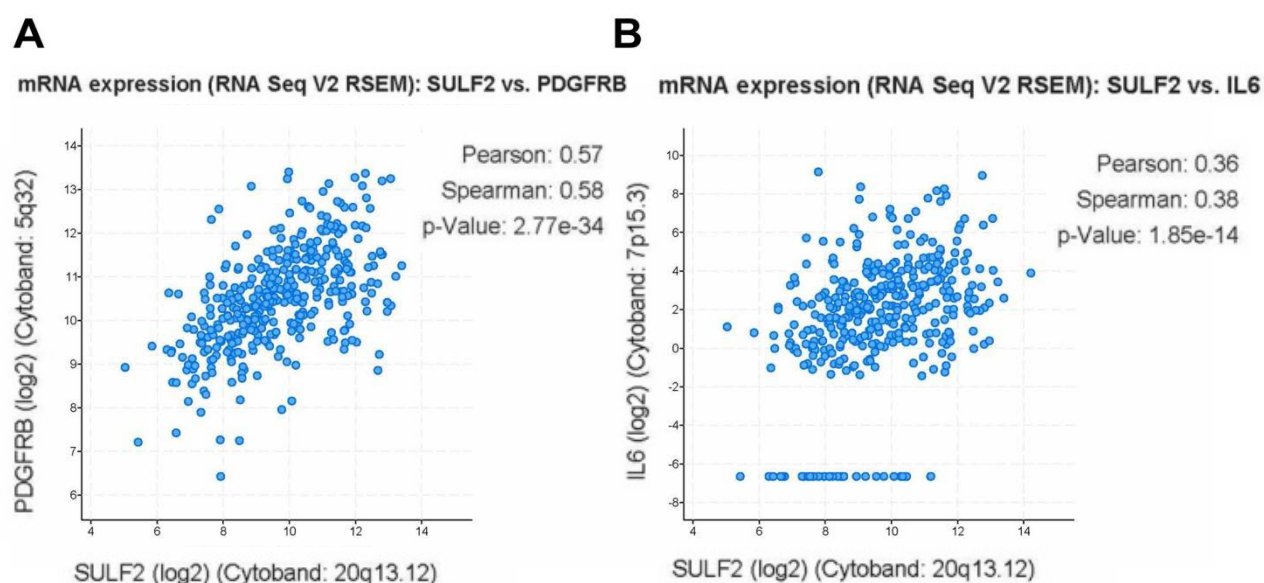 A
mRNA expression (RNA Seq V2 RSEM): SULF2 vs. PDGFRB
Pearson: 0.57
Spearman: 0.58
p-Value: 2.77e-34
PDGFRB (log2) (Cytoband: 5q32)
14
13
12
11
10
9
8
7
6
4 6 8 10 12 14
SULF2 (log2) (Cytoband: 20q13.12)
B
mRNA expression (RNA Seq V2 RSEM): SULF2 vs. IL6
Pearson: 0.36
Spearman: 0.38
p-Value: 1.85e-14
IL6 (log2) (Cytoband: 7p15.3)
10
8
6
4
2
0
-2
-4
-6
-8
4 6 8 10 12 14
SULF2 (log2) (Cytoband: 20q13.12)